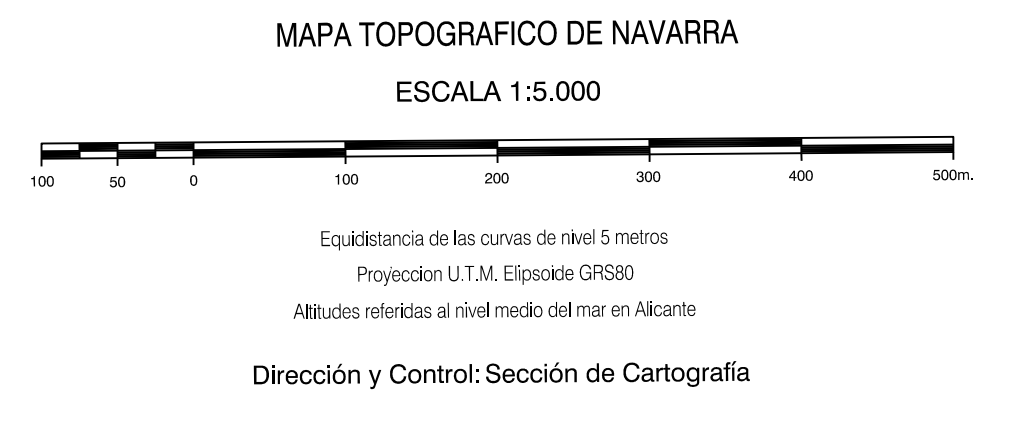 MAPA TOPOGRAFICO DE NAVARRA
ESCALA 1:5.000
100 50 0 100 200 300 400 500m.
Equidistancia de las curvas de nivel 5 metros
Proyeccion U.T.M. Elipsoide GRS80
Altitudes referidas al nivel medio del mar en Alicante
Dirección y Control: Sección de Cartografía